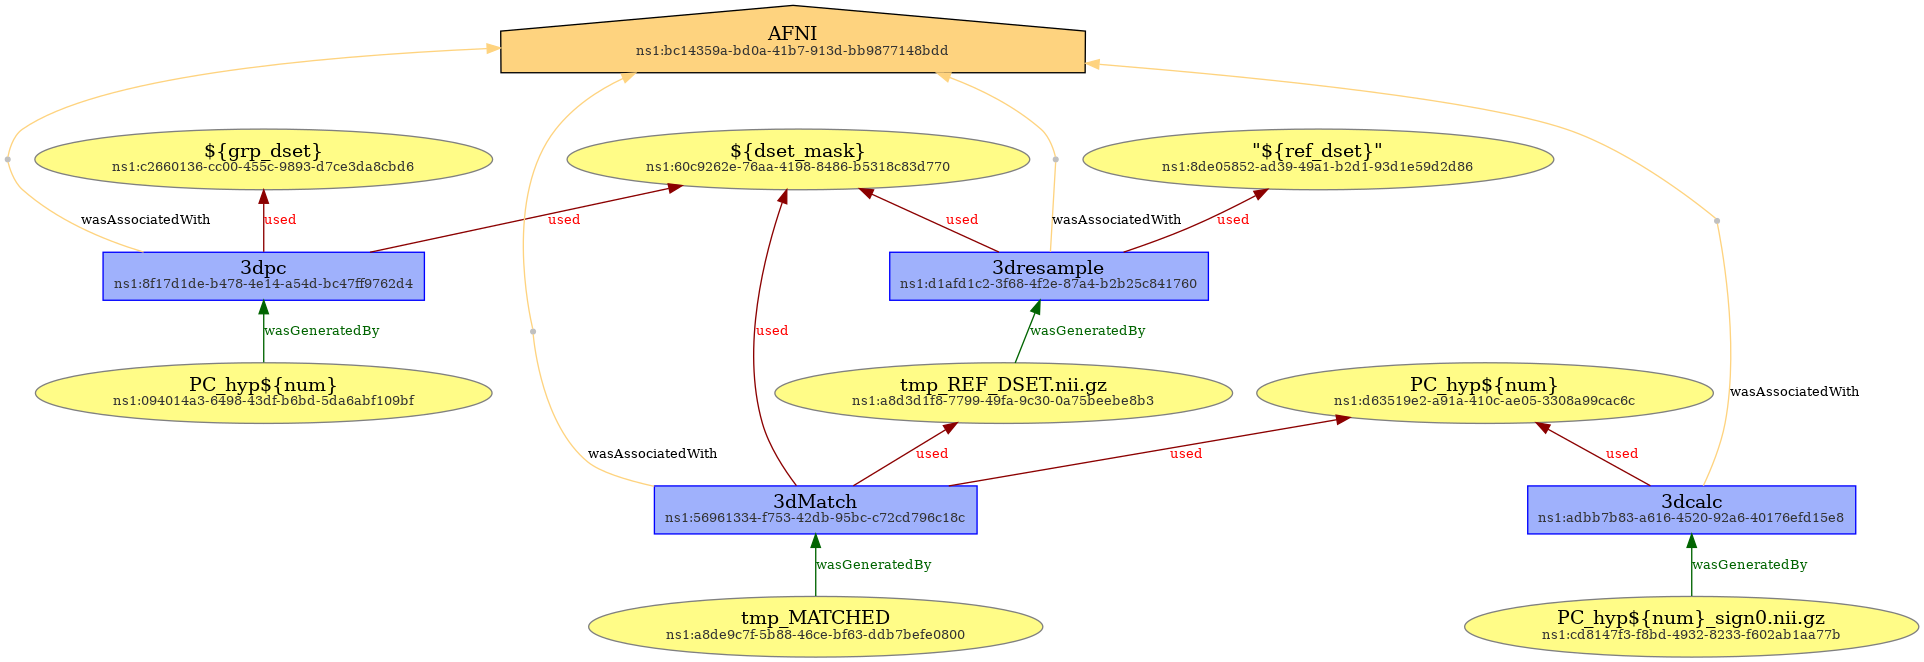 AFNI
ns1:bc14359a-bd0a-41b7-913d-bb9877148bdd
${grp_dset}
ns1:c2660136-cc00-455c-9893-d7ce3da8cbd6
${dset_mask}
ns1:60c9262e-76aa-4198-8486-b5318c83d770
"${ref_dset}"
ns1:8de05852-ad39-49a1-b2d1-93d1e59d2d86
wasAssociatedWith
used
used
used
wasAssociatedWith
used
3dpc
ns1:8f17d1de-b478-4e14-a54d-bc47ff9762d4
3dresample
ns1:d1afd1c2-3f68-4f2e-87a4-b2b25c841760
wasGeneratedBy
used
wasGeneratedBy
PC_hyp${num}
ns1:094014a3-6498-43df-b6bd-5da6abf109bf
tmp_REF_DSET.nii.gz
ns1:a8d3d1f8-7799-49fa-9c30-0a75beebe8b3
PC_hyp${num}
ns1:d63519e2-a91a-410c-ae05-3308a99cac6c
wasAssociatedWith
wasAssociatedWith
used
used
used
3dMatch
ns1:56961334-f753-42db-95bc-c72cd796c18c
3dcalc
ns1:adbb7b83-a616-4520-92a6-40176efd15e8
wasGeneratedBy
wasGeneratedBy
tmp_MATCHED
ns1:a8de9c7f-5b88-46ce-bf63-ddb7befe0800
PC_hyp${num}_sign0.nii.gz
ns1:cd8147f3-f8bd-4932-8233-f602ab1aa77b